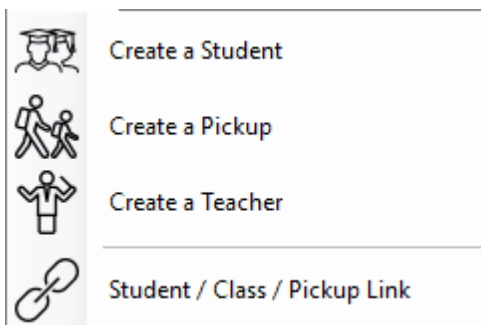 Create a Student
Create a Pickup
Create a Teacher
Student / Class / Pickup Link